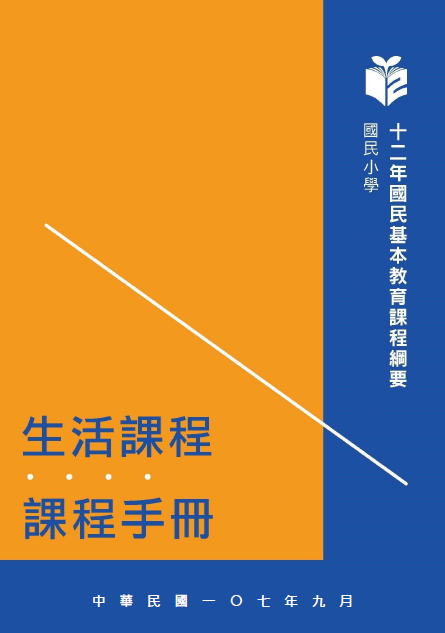 十二年國民基本教育課程綱要
國民小學
生活課程
課程手冊
中華民國一〇七年九月